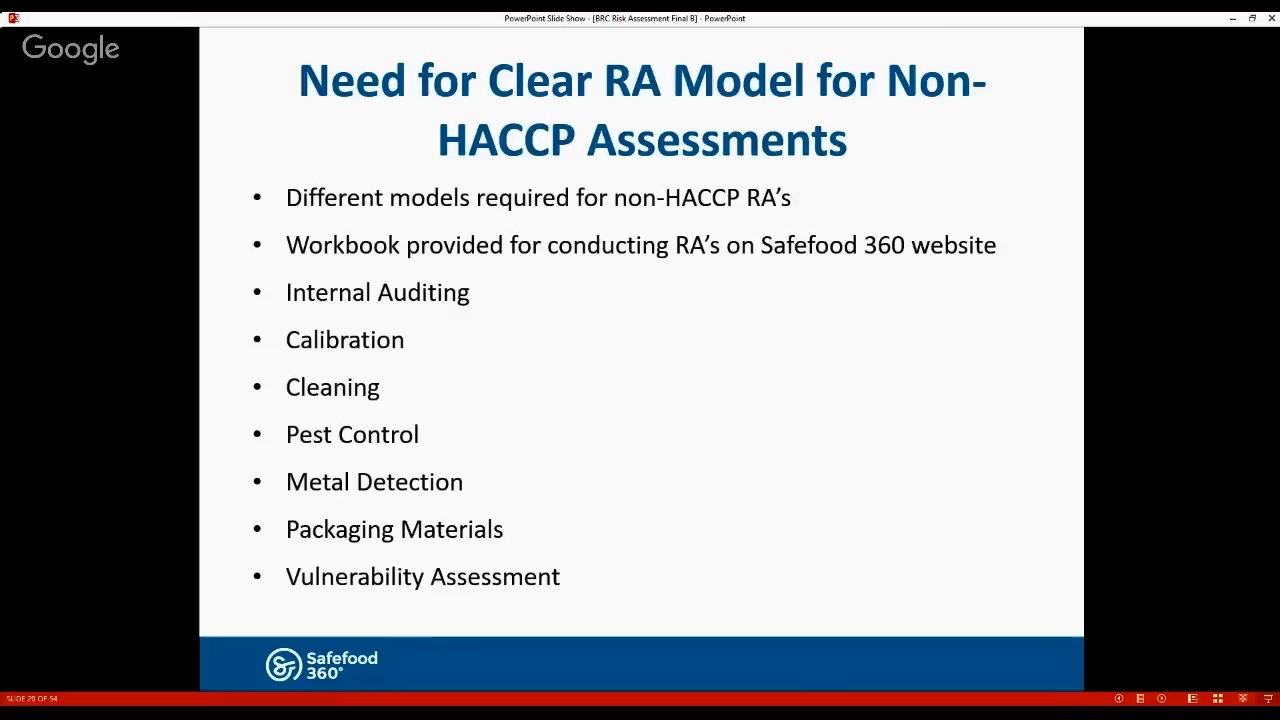 PowerPoint Slide Show - [BRC Risk Assessment Final B] - PowerPoint
Google
Need for Clear RA Model for Non-
HACCP Assessments
• Different models required for non-HACCP RA’s
• Workbook provided for conducting RA’s on Safefood 360 website
• Internal Auditing
• Calibration
• Cleaning
• Pest Control
• Metal Detection
• Packaging Materials
• Vulnerability Assessment
Safefood
360°
SLIDE 29 OF 54